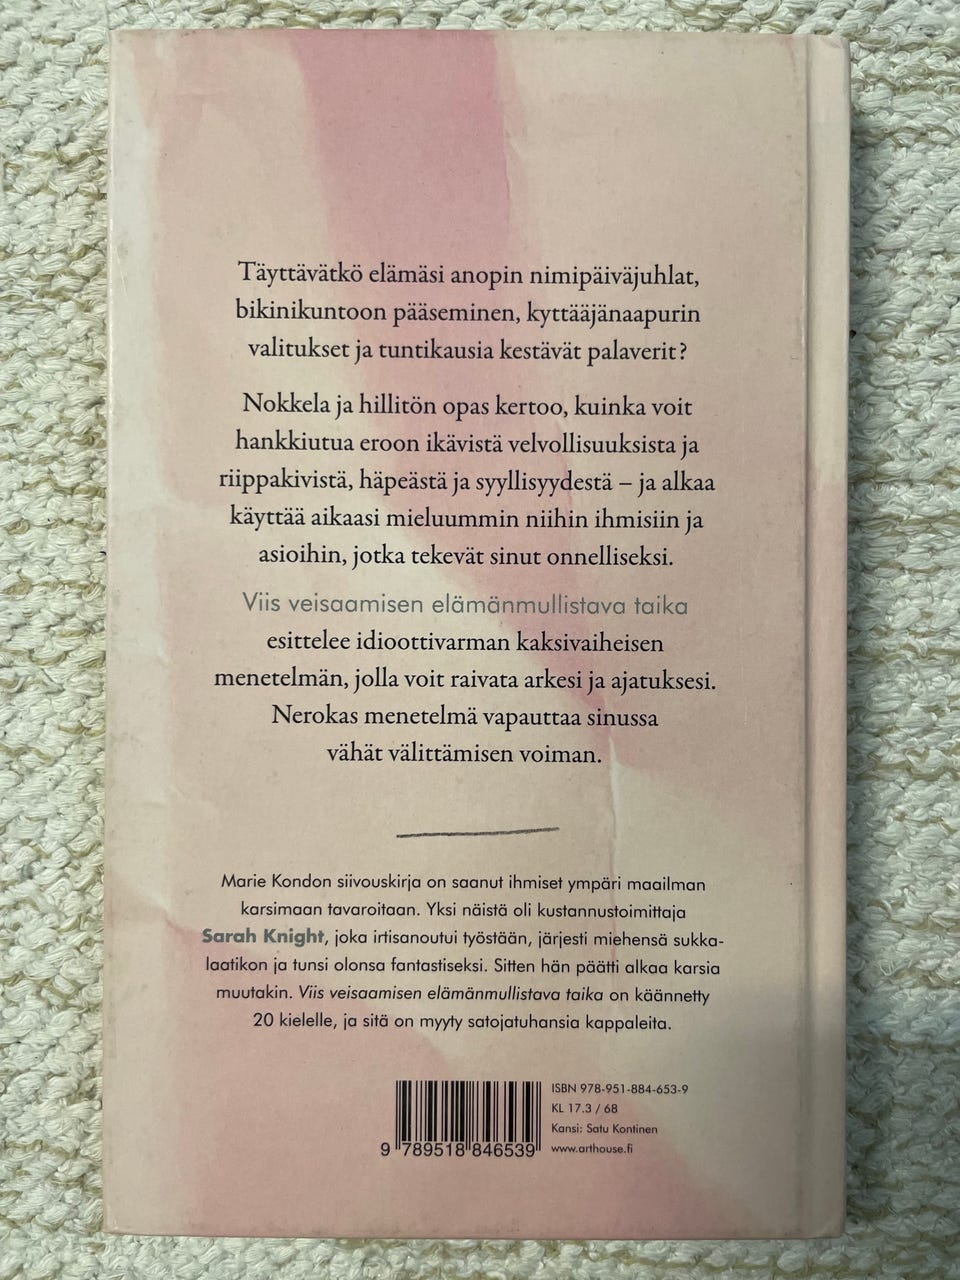 Täyttävätkö elämäsi anopin nimipäiväjuhlat,
bikinikuntoon pääseminen, kyttääjänaapurin
valitukset ja tuntikausia kestävät palaverit?
Nokkela ja hillitön opas kertoo, kuinka voit
hankkiutua eroon ikävistä velvollisuuksista ja
riippakivistä, häpeästä ja syyllisyydestä – ja alkaa
käyttää aikaasi mieluummin niihin ihmisiin ja
asioihin, jotka tekevät sinut onnelliseksi.
Viis veisaamisen elämänmullistava taika
esittelee idioottivarman kaksivaiheisen
menetelmän, jolla voit raivata arkesi ja ajatuksesi.
Nerokas menetelmä vapauttaa sinussa
vähät välittämisen voiman.
Marie Kondon siivouskirja on saanut ihmiset ympäri maailman
karsimaan tavaroitaan. Yksi näistä oli kustannustoimittaja
Sarah Knight, joka irtisanoutui työstään, järjesti miehensä sukka-
laatikon ja tunsi olonsa fantastiseksi. Sitten hän päätti alkaa karsia
muutakin. Viis veisaamisen elämänmullistava taika on käännetty
20 kielelle, ja sitä on myyty satojatuhansia kappaleita.
ISBN 978-951-884-653-9
KL 17.3 / 68
Kansi: Satu Kontinen
www.arthouse.fi
9 789518 846539